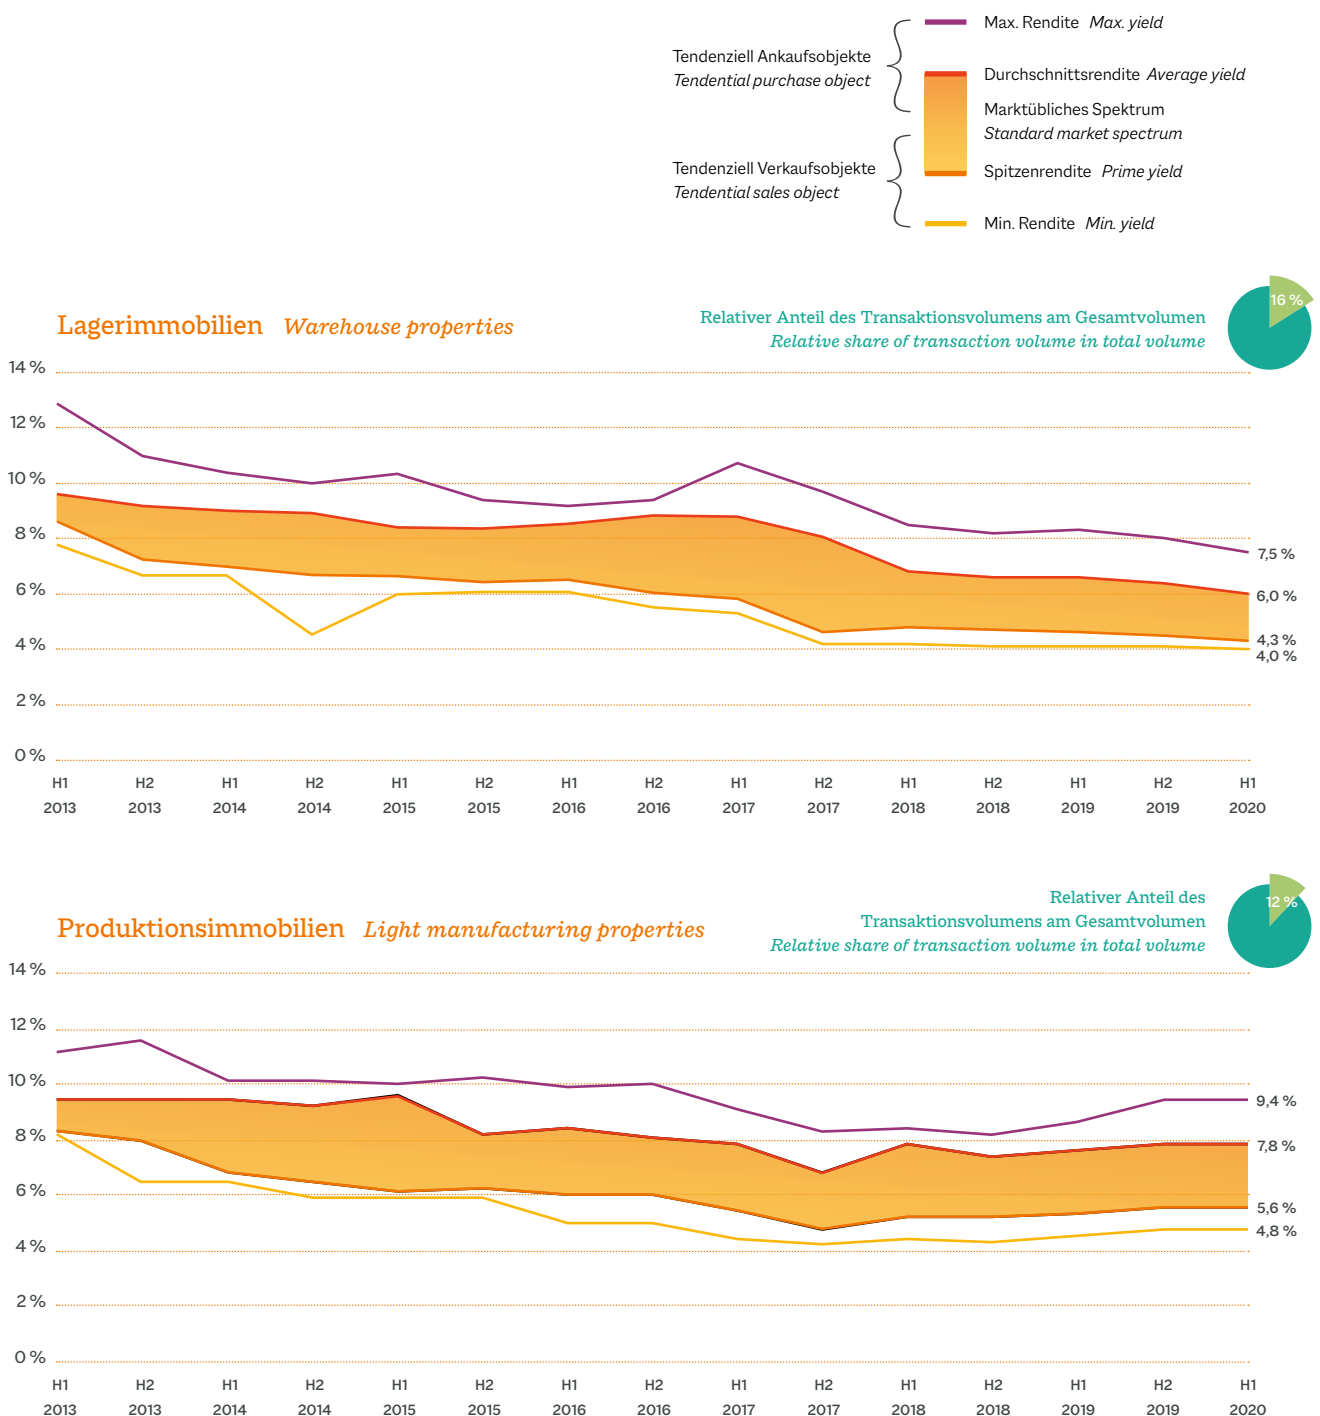 Max. Rendite Max. yield
Tendenziell Ankaufsobjekte
Tendential purchase object
Durchschnittsrendite Average yield
Marktübliches Spektrum
Standard market spectrum
Tendenziell Verkaufsobjekte
Tendential sales object
Spitzenrendite Prime yield
Min. Rendite Min. yield
Lagerimmobilien Warehouse properties
Relativer Anteil des Transaktionsvolumens am Gesamtvolumen
Relative share of transaction volume in total volume
16 %
14 %
12 %
10 %
8 %
6 %
4 %
2 %
0 %
7,5 %
6,0 %
4,3 %
4,0 %
H1 H2 H1 H2 H1 H2 H1 H2 H1 H2 H1 H2 H1 H2 H1
2013 2013 2014 2014 2015 2015 2016 2016 2017 2017 2018 2018 2019 2019 2020
Produktionsimmobilien Light manufacturing properties
Relativer Anteil des
Transaktionsvolumens am Gesamtvolumen
Relative share of transaction volume in total volume
12 %
14 %
12 %
10 %
8 %
6 %
4 %
2 %
0 %
9,4 %
7,8 %
5,6 %
4,8 %
H1 H2 H1 H2 H1 H2 H1 H2 H1 H2 H1 H2 H1 H2 H1
2013 2013 2014 2014 2015 2015 2016 2016 2017 2017 2018 2018 2019 2019 2020